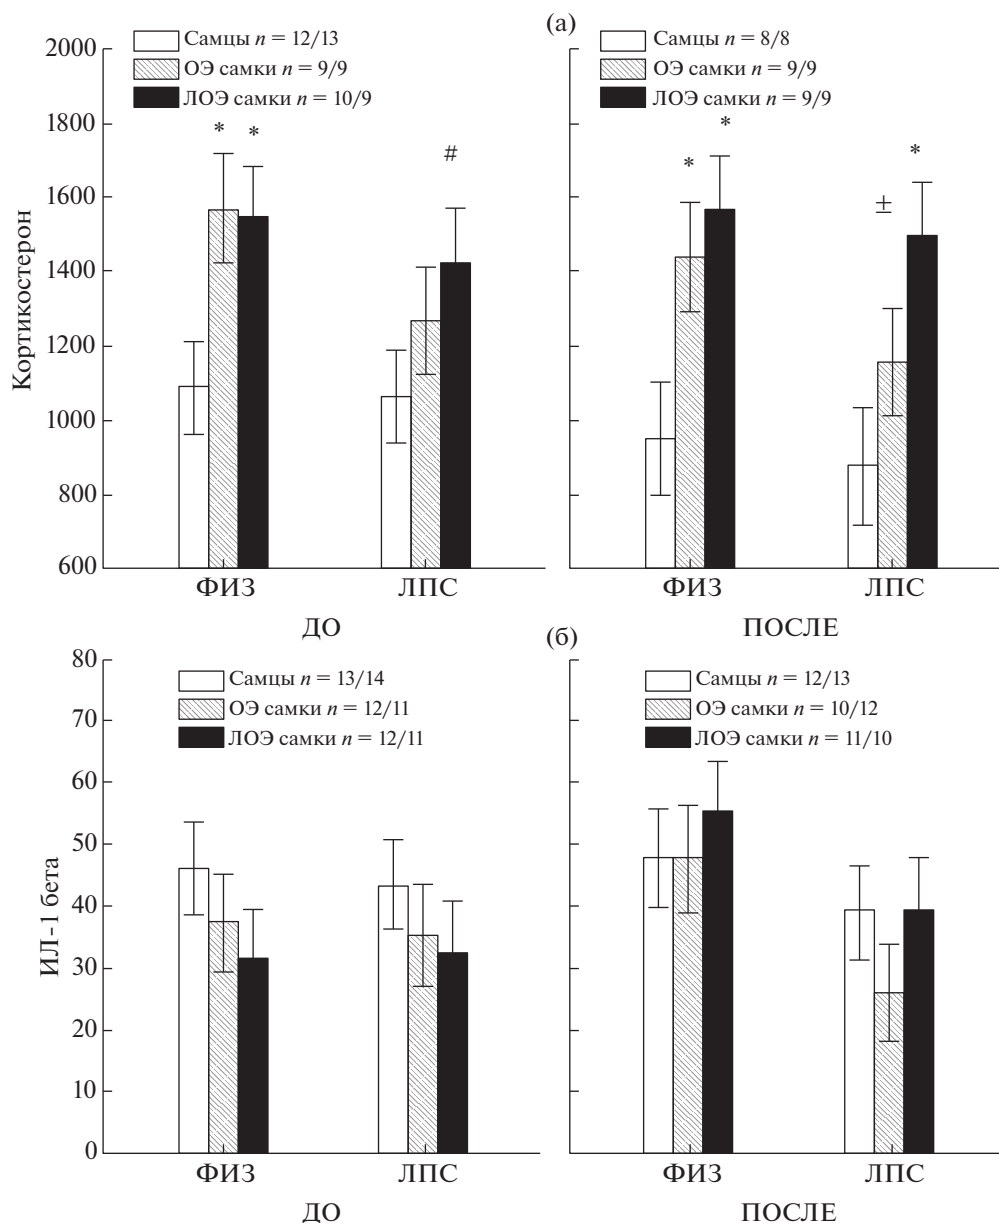 (а)
Кортикостерон
2000
1800
1600
1400
1200
1000
800
600
Самцы n = 12/13
ОЭ самки n = 9/9
ЛОЭ самки n = 10/9
* *
#
ФИЗ ЛПС
ДО
Самцы n = 8/8
ОЭ самки n = 9/9
ЛОЭ самки n = 9/9
*
*
*
±
ФИЗ ЛПС
ПОСЛЕ
(б)
ИЛ-1 бета
80
70
60
50
40
30
20
10
0
Самцы n = 13/14
ОЭ самки n = 12/11
ЛОЭ самки n = 12/11
ФИЗ ЛПС
ДО
Самцы n = 12/13
ОЭ самки n = 10/12
ЛОЭ самки n = 11/10
ФИЗ ЛПС
ПОСЛЕ